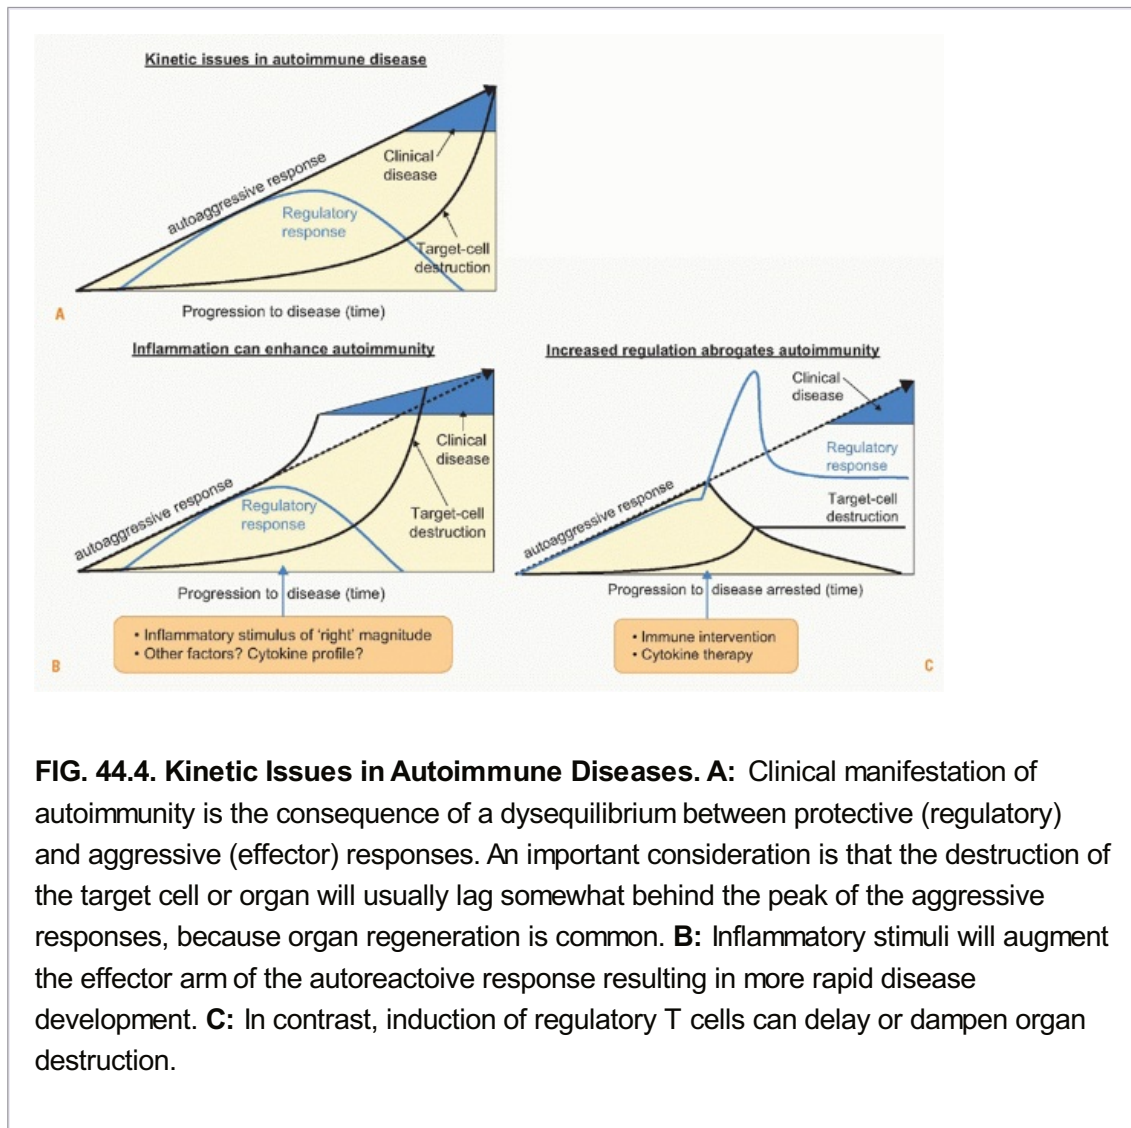 Kinetic issues in autoimmune disease
autoaggressive response
Clinical
disease
Regulatory
response
Target-cell
destruction
A
Progression to disease (time)
Inflammation can enhance autoimmunity
autoaggressive response
Regulatory
response
Clinical
disease
Target-cell
destruction
Progression to disease (time)
• Inflammatory stimulus of 'right' magnitude
• Other factors? Cytokine profile?
B
Increased regulation abrogates autoimmunity
Clinical
disease
autoaggressive response
Regulatory
response
Target-cell
destruction
Progression to disease arrested (time)
• Immune intervention
• Cytokine therapy
C
FIG. 44.4. Kinetic Issues in Autoimmune Diseases. A: Clinical manifestation of
autoimmunity is the consequence of a dysequilibrium between protective (regulatory)
and aggressive (effector) responses. An important consideration is that the destruction of
the target cell or organ will usually lag somewhat behind the peak of the aggressive
responses, because organ regeneration is common. B: Inflammatory stimuli will augment
the effector arm of the autoreactoive response resulting in more rapid disease
development. C: In contrast, induction of regulatory T cells can delay or dampen organ
destruction.